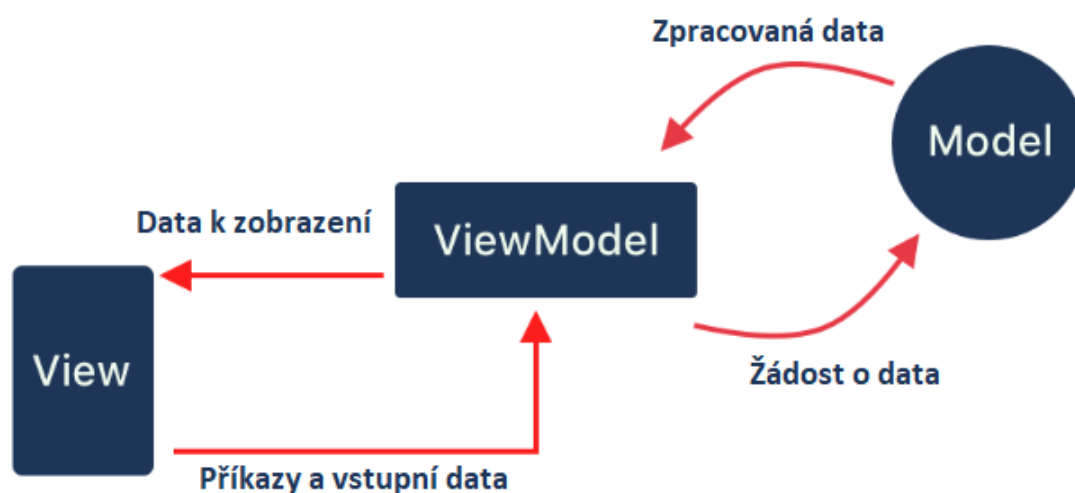 Zpracovaná data
Model
Data k zobrazení
ViewModel
View
Žádost o data
Příkazy a vstupní data